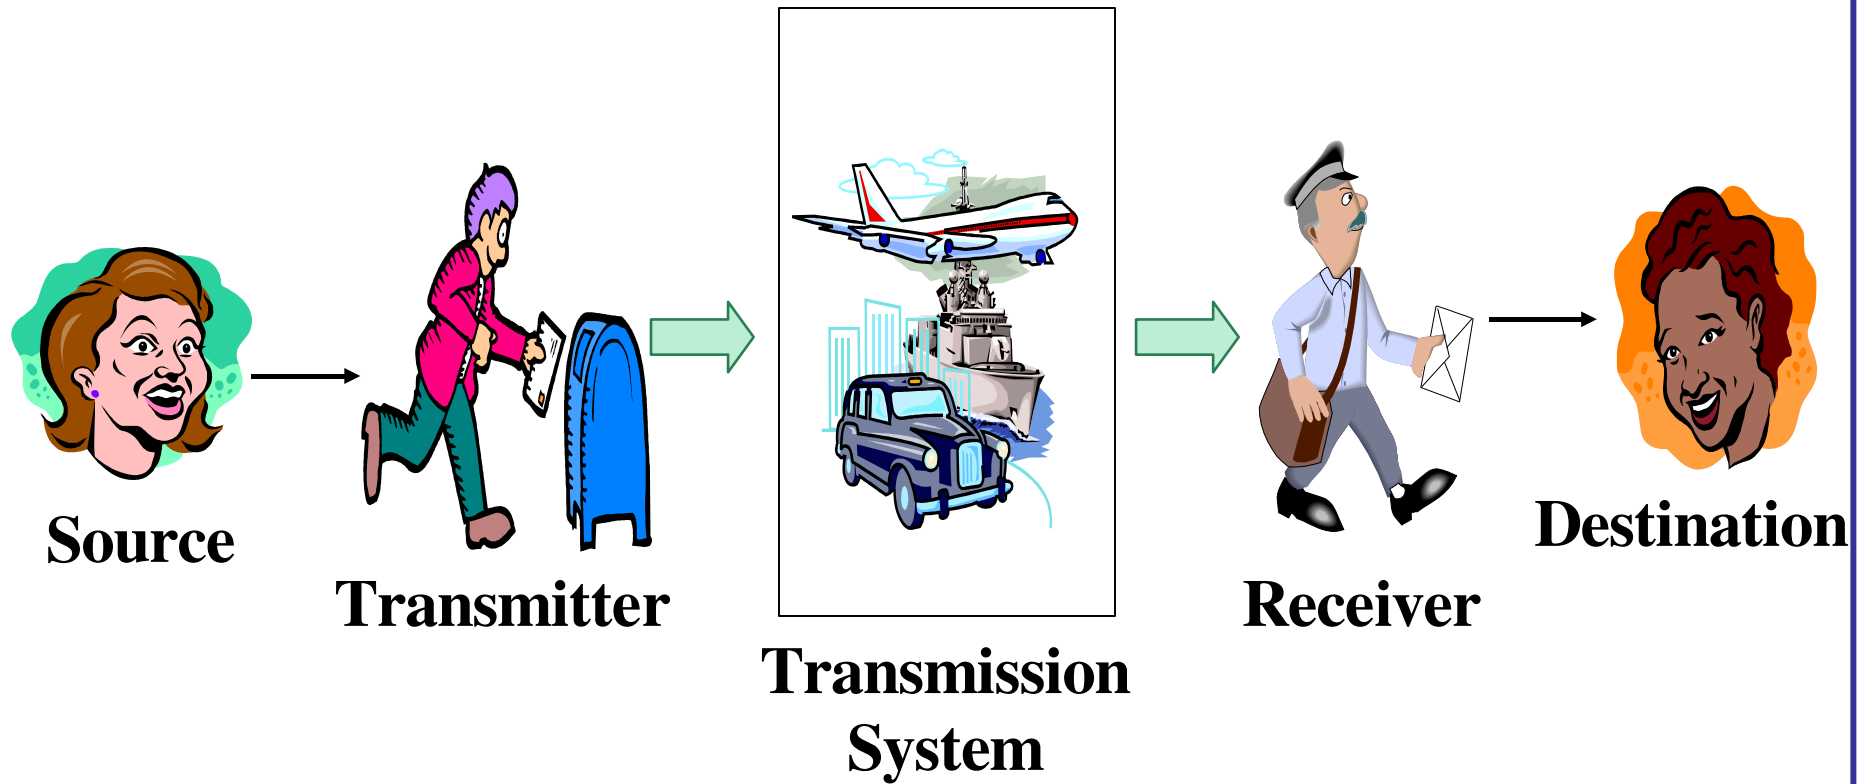 Source
Transmitter
Transmission
System
Receiver
Destination